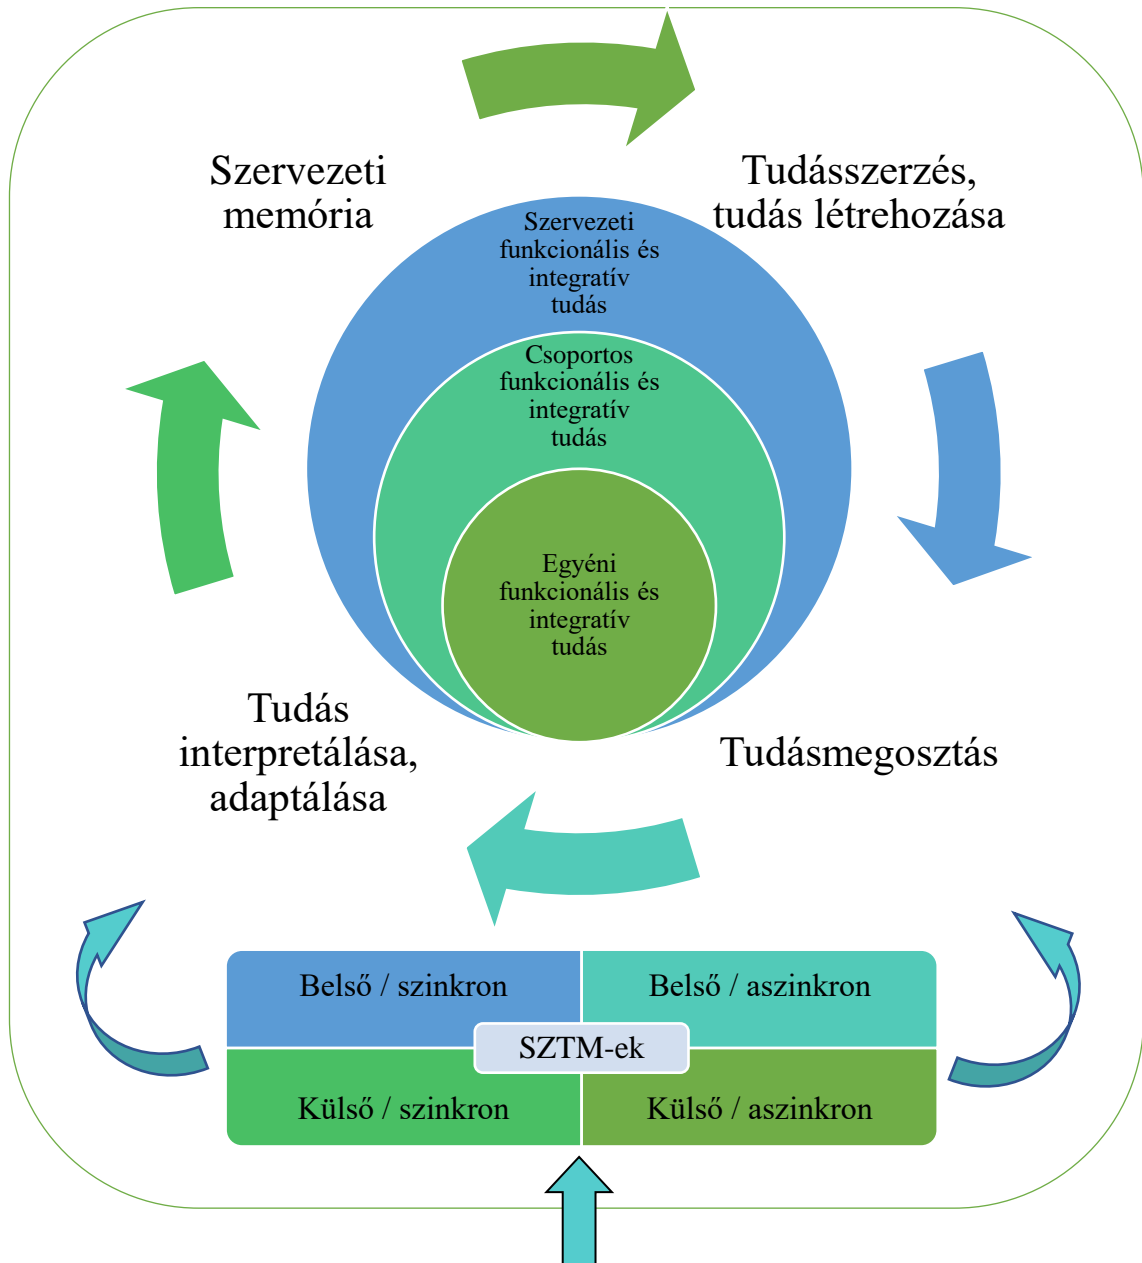 Szervezeti
memória
Tudásszerzés,
tudás létrehozása
Szervezeti
funkcionális és
integratív
tudás
Csoportos
funkcionális és
integratív
tudás
Egyéni
funkcionális és
integratív
tudás
Tudás
interpretálása,
adaptálása
Tudásmegosztás
Belső / szinkron
Belső / aszinkron
SZTM-ek
Külső / szinkron
Külső / aszinkron